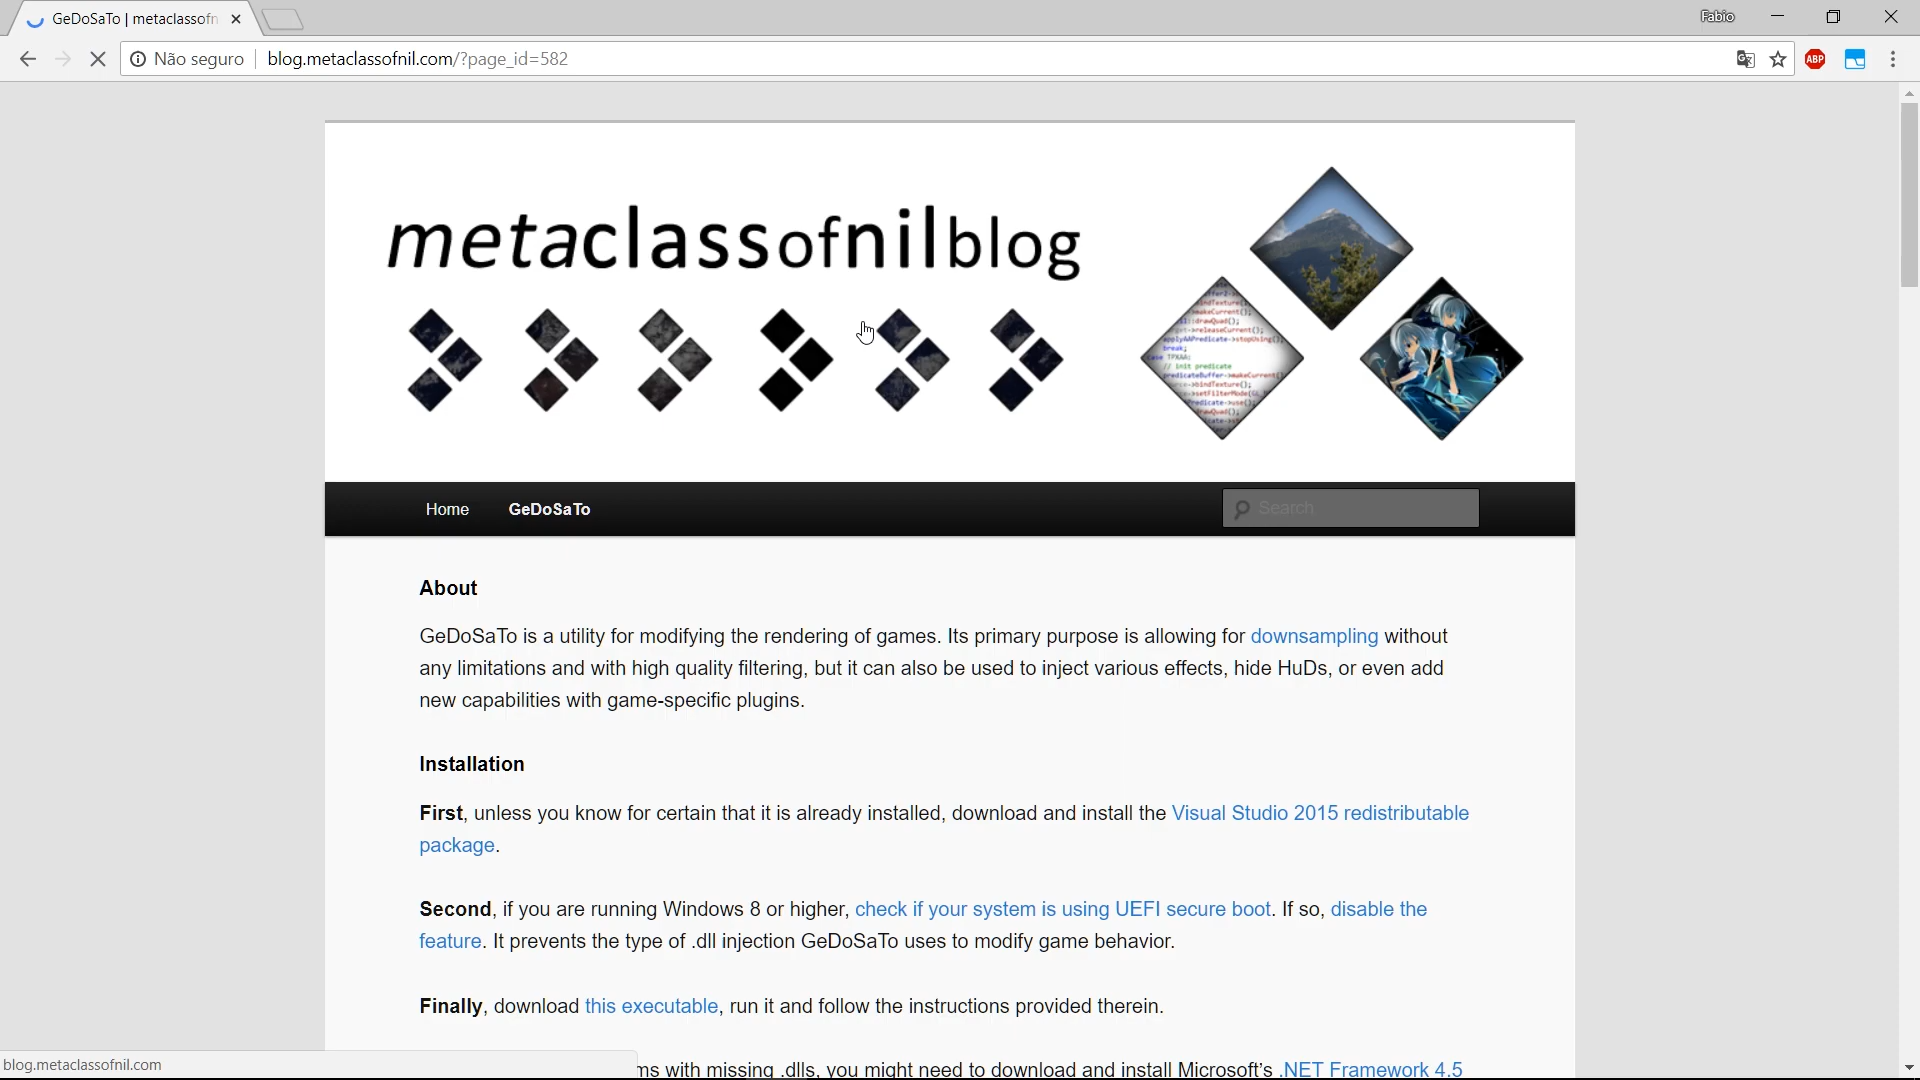 GeDoSaTo | metaclassofn
Fabio
Não seguro
blog.metaclassofnil.com/?page_id=582
ABP
metaclassofnilblog
Home
GeDoSaTo
Search
About
GeDoSaTo is a utility for modifying the rendering of games. Its primary purpose is allowing for downsampling without
any limitations and with high quality filtering, but it can also be used to inject various effects, hide HuDs, or even add
new capabilities with game-specific plugins.
Installation
First, unless you know for certain that it is already installed, download and install the Visual Studio 2015 redistributable
package.
Second, if you are running Windows 8 or higher, check if your system is using UEFI secure boot. If so, disable the
feature. It prevents the type of .dll injection GeDoSaTo uses to modify game behavior.
Finally, download this executable, run it and follow the instructions provided therein.
blog.metaclassofnil.com
ms with missing .dlls, you might need to download and install Microsoft's .NET Framework 4.5